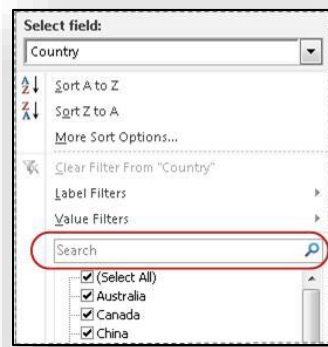 Select field:
Country
Sort A to Z
Sort Z to A
More Sort Options...
Clear Filter From "Country"
Label Filters
Value Filters
Search
(Select All)
Australia
Canada
China